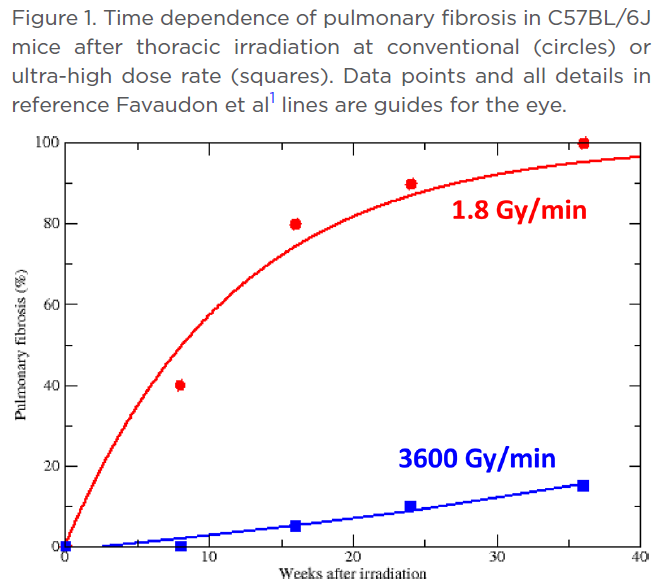 Figure 1. Time dependence of pulmonary fibrosis in C57BL/6J
mice after thoracic irradiation at conventional (circles) or
ultra-high dose rate (squares). Data points and all details in
reference Favaudon et al1 lines are guides for the eye.
100
80
60
40
20
0
Pulmonary fibrosis (%)
1.8 Gy/min
3600 Gy/min
0
10
20
30
40
Weeks after irradiation